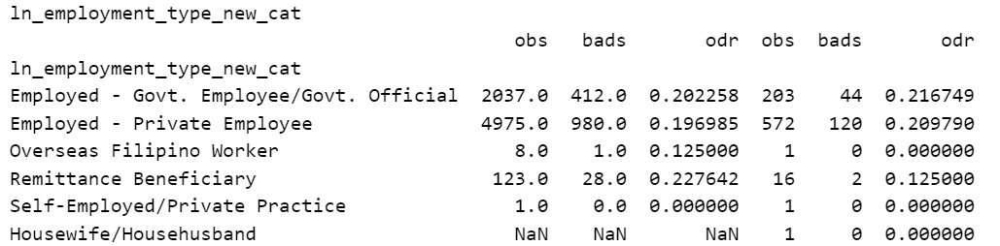 ln_employment_type_new_cat
obs bads odr obs bads odr
ln_employment_type_new_cat
Employed - Govt. Employee/Govt. Official 2037.0 412.0 0.202258 203 44 0.216749
Employed - Private Employee 4975.0 980.0 0.196985 572 120 0.209790
Overseas Filipino Worker 8.0 1.0 0.125000 1 0 0.000000
Remittance Beneficiary 123.0 28.0 0.227642 16 2 0.125000
Self-Employed/Private Practice 1.0 0.0 0.000000 1 0 0.000000
Housewife/Househusband NaN NaN NaN 1 0 0.000000